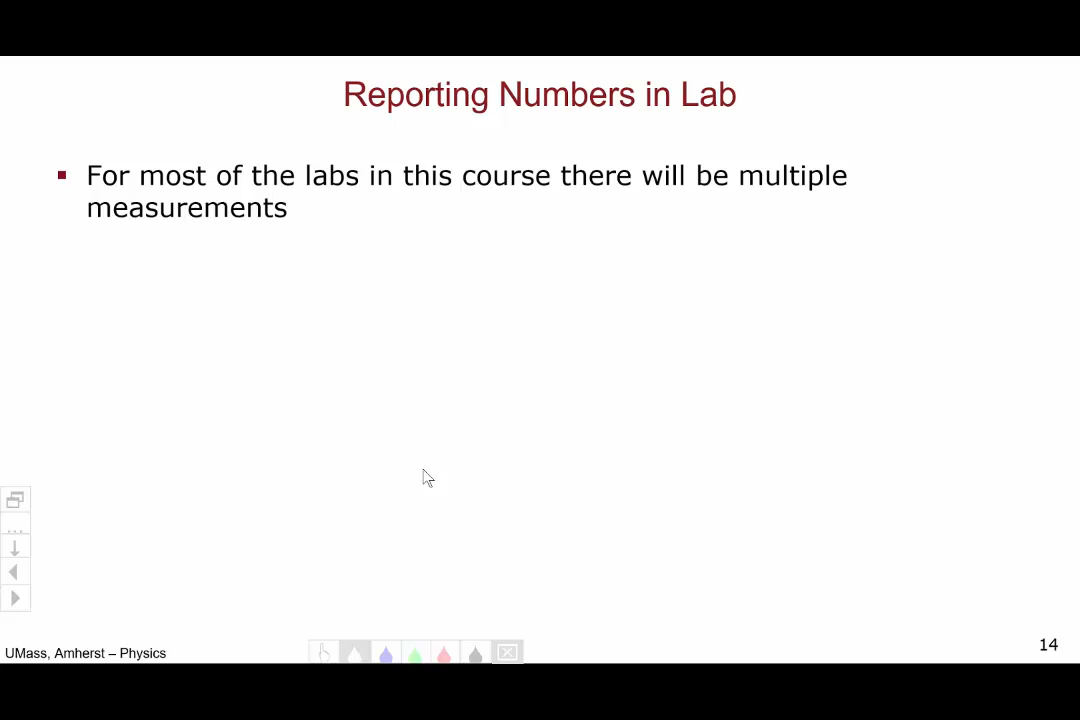 Reporting Numbers in Lab
For most of the labs in this course there will be multiple
measurements
UMass, Amherst – Physics
14